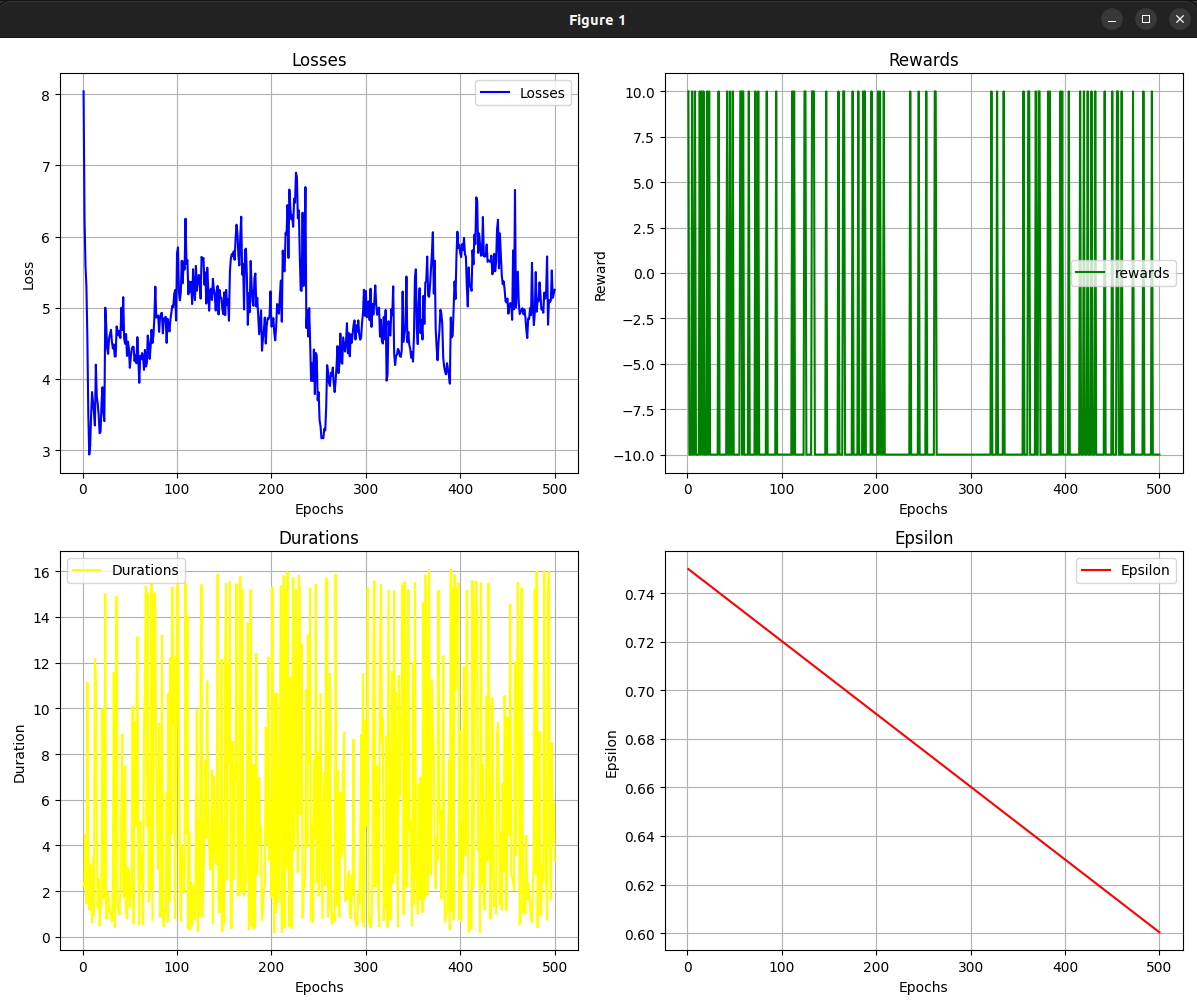 Figure 1
Losses
Losses
8
7
6
5
4
3
Loss
0 100 200 300 400 500
Epochs
Rewards
rewards
10.0
7.5
5.0
2.5
0.0
−2.5
−5.0
−7.5
−10.0
Reward
0 100 200 300 400 500
Epochs
Durations
Durations
16
14
12
10
8
6
4
2
0
Duration
0 100 200 300 400 500
Epochs
Epsilon
Epsilon
0.74
0.72
0.70
0.68
0.66
0.64
0.62
0.60
Epsilon
0 100 200 300 400 500
Epochs